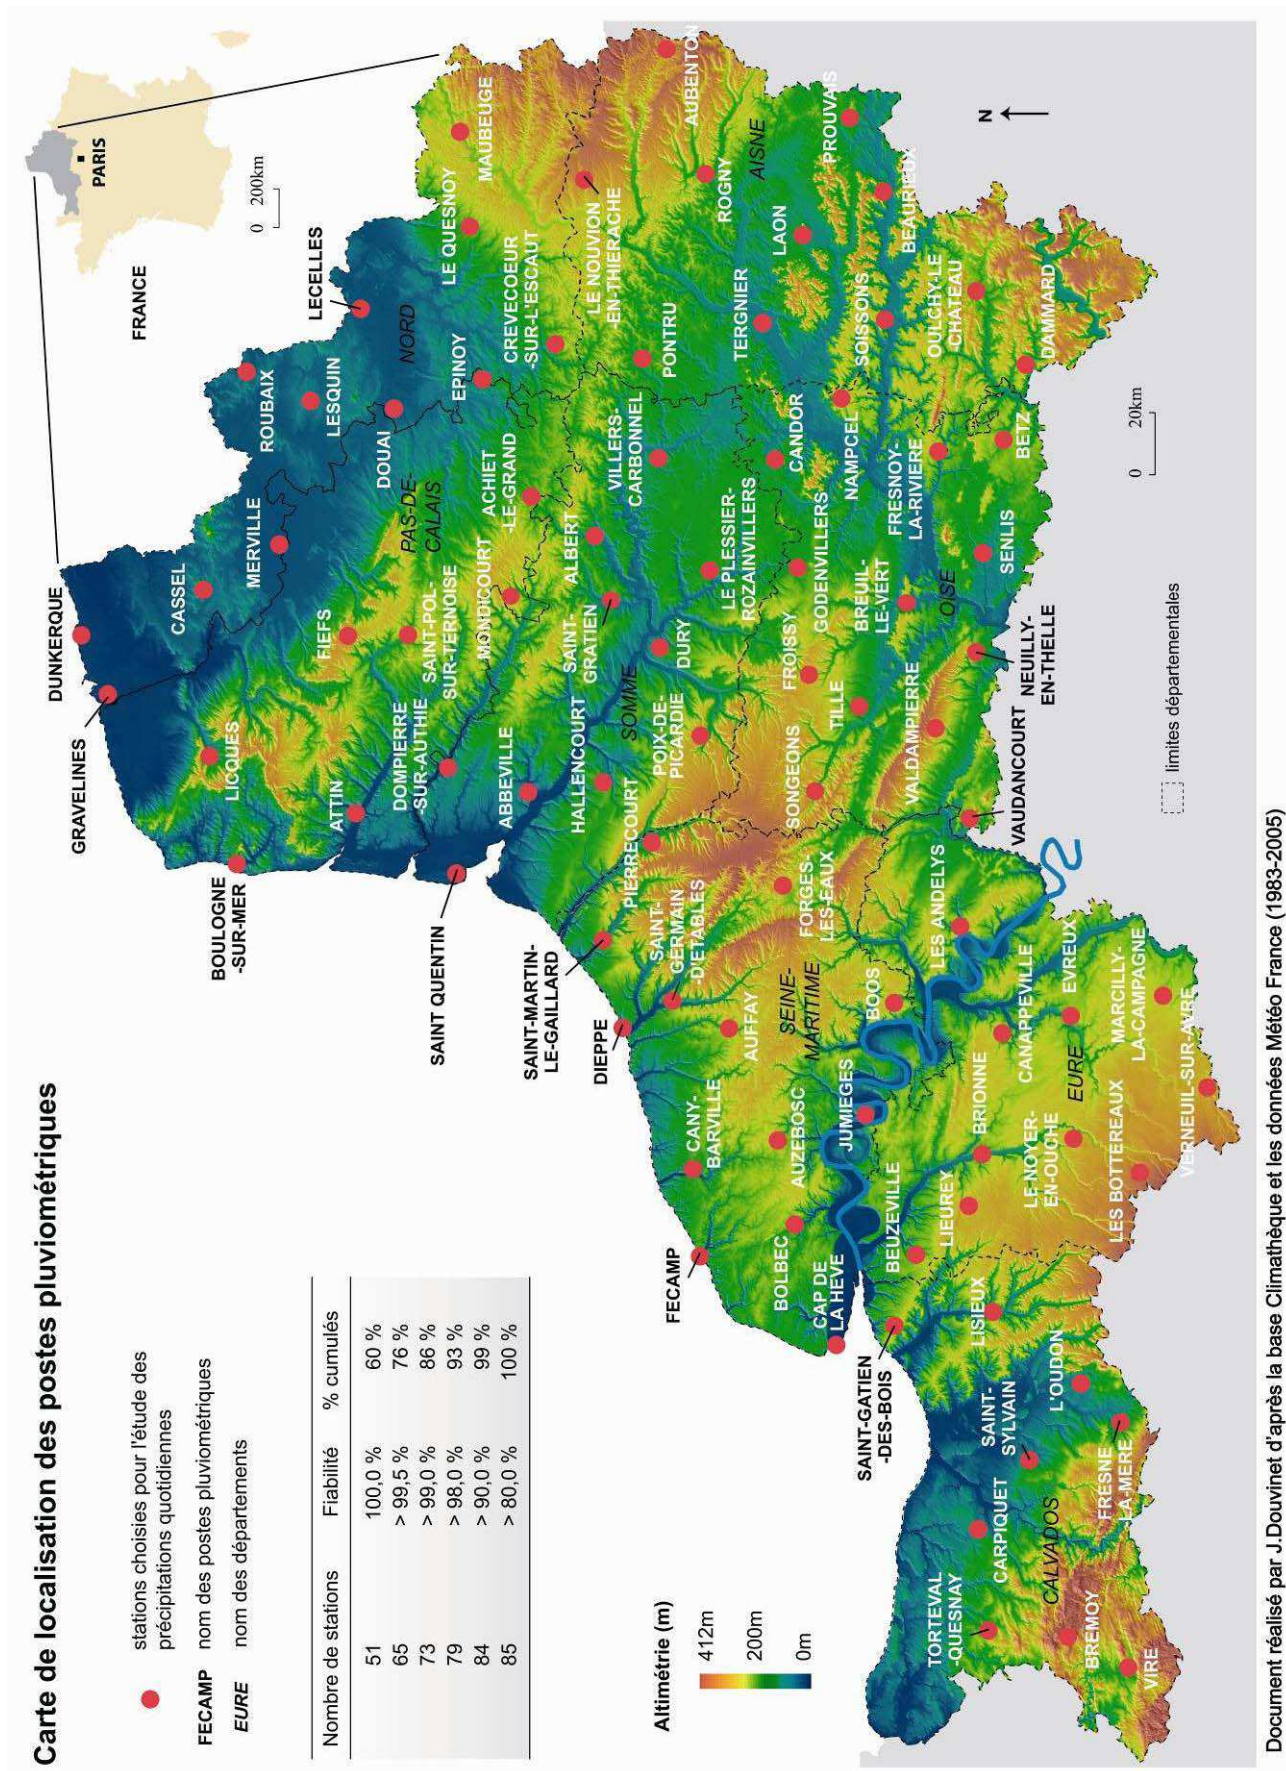 Carte de localisation des postes pluviométriques
stations choisies pour l'étude des
précipitations quotidiennes
FECAMP nom des postes pluviométriques
EURE nom des départements
Nombre de stations Fiabilité % cumulés
51 100,0 % 60 %
65 > 99,5 % 76 %
73 > 99,0 % 86 %
79 > 98,0 % 93 %
84 > 90,0 % 99 %
85 > 80,0 % 100 %
Altimétrie (m)
412m
200m
0m
FRANCE
PARIS
0 200km
GRAVELINES
DUNKERQUE
CASSEL
MERVILLE
ROUBAIX
LESQUIN
LECELLES
DOUAI
NORD
EPINOY
LE QUESNOY
MAUBEUGE
CREVECOEUR
-SUR-L'ESCAUT
LE NOUVION
-EN-THIERACHE
AUBENTON
BOULOGNE
-SUR-MER
LICQUES
ATTIN
FIEFS
PAS-DE-
CALAIS
SAINT-POL-
SUR-TERNOISE
DOMPIERRE
-SUR-AUTHIE
MONDICOURT
ACHIET
-LE-GRAND
SAINT QUENTIN
ABBEVILLE
HALLENCOURT
SAINT-
GRATIEN
ALBERT
VILLERS-
CARBONNEL
PONTRU
ROGNY
AISNE
SOMME
DURY
POIX-DE-
PICARDIE
LE PLESSIER-
ROZAINVILLERS
TERGNIER
LAON
PROUVAIS
SAINT-MARTIN-
LE-GAILLARD
PIERRECOURT
DIEPPE
SAINT-
GERMAIN
-D'ETABLES
AUFFAY
FORGES-
LES-EAUX
SONGEONS
FROISSY
GODENVILLERS
CANDOR
NAMPCEL
SOISSONS
BEAURIEUX
TILLE
BREUIL-
LE-VERT
FRESNOY-
LA-RIVIERE
OULCHY-LE
-CHATEAU
FECAMP
CANY-
BARVILLE
AUZEBOSC
BOLBEC
CAP DE
LA HEVE
SEINE-
MARITIME
JUMIEGES
BOOS
VALDAMPIERRE
OISE
SENLIS
BETZ
DAMMARD
NEUILLY-
EN-THELLE
VAUDANCOURT
LES ANDELYS
SAINT-GATIEN
-DES-BOIS
BEUZEVILLE
LIEUREY
BRIONNE
CANAPPEVILLE
EVREUX
EURE
LE NOYER-
EN-OUCHE
LES BOTTEREAUX
MARCILLY-
LA-CAMPAGNE
VERNEUIL-SUR-AVRE
LISIEUX
L'OUDON
SAINT-
SYLVAIN
FRESNE
LA-MERE
CARPIQUET
CALVADOS
TORTEVAL
-QUESNAY
BREMOY
VIRE
limites départementales
0 20km
N
Document réalisé par J.Douvinet d'après la base Climathèque et les données Météo France (1983-2005)